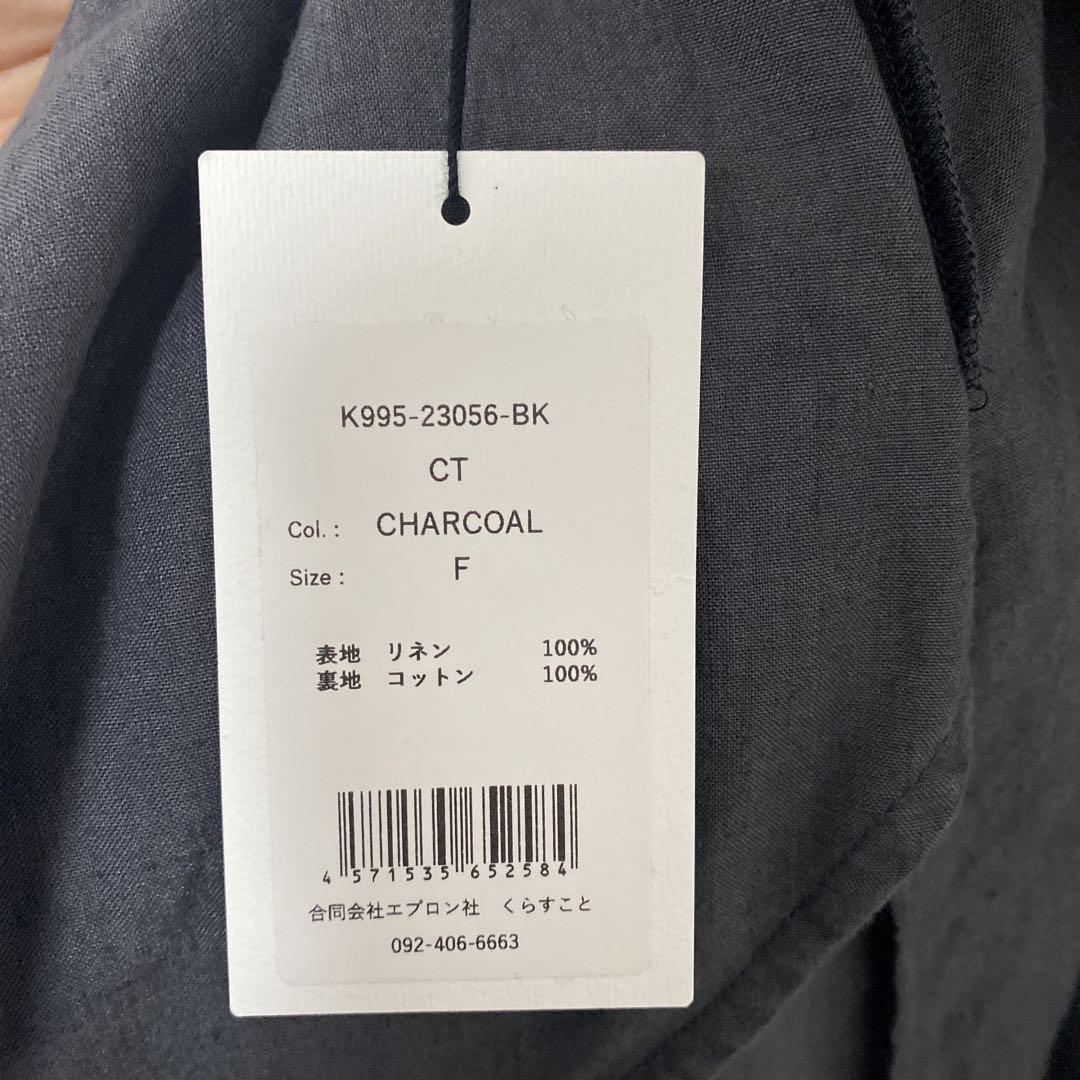 K995-23056-BK
CT
Col. : CHARCOAL
Size : F
表地 リネン 100%
裏地 コットン 100%
4 571535 652584
合同会社エプロン社 くらすこと
092-406-6663